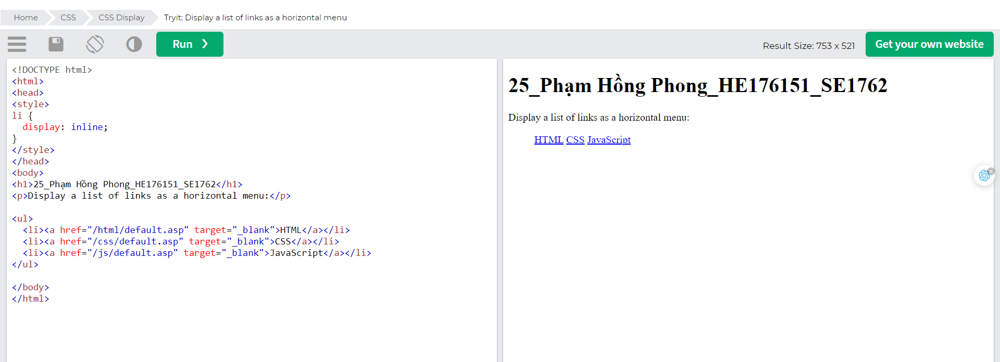 Home CSS CSS Display Tryit: Display a list of links as a horizontal menu
Run ❯
Result Size: 753 x 521
Get your own website
<!DOCTYPE html>
<html>
<head>
<style>
li {
  display: inline;
}
</style>
</head>
<body>
<h1>25_Phạm Hồng Phong_HE176151_SE1762</h1>
<p>Display a list of links as a horizontal menu:</p>

<ul>
  <li><a href="/html/default.asp" target="_blank">HTML</a></li>
  <li><a href="/css/default.asp" target="_blank">CSS</a></li>
  <li><a href="/js/default.asp" target="_blank">JavaScript</a></li>
</ul>

</body>
</html>
25_Phạm Hồng Phong_HE176151_SE1762
Display a list of links as a horizontal menu:
HTML CSS JavaScript